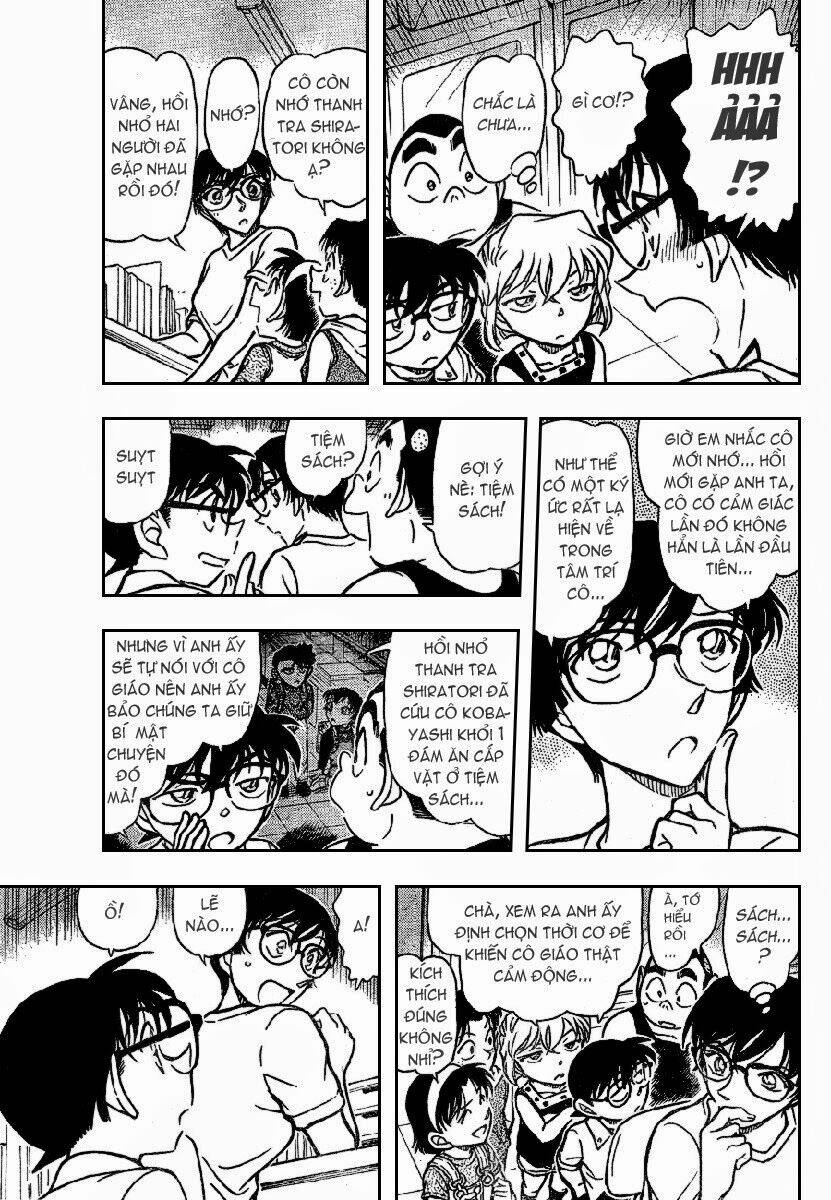 HHH
ẢẢẢ
!?
GÌ CƠ!?
CHẮC LÀ
CHƯA...
CÔ CÒN
NHỚ THANH
TRA SHIRA-
TORI KHÔNG
Ạ?
NHỚ?
VÂNG, HỒI
NHỎ HAI
NGƯỜI ĐÃ
GẶP NHAU
RỒI ĐÓ!
GIỜ EM NHẮC CÔ
MỚI NHỚ... HỒI
MỚI GẶP ANH TA,
CÔ CÓ CẢM GIÁC
LẦN ĐÓ KHÔNG
HẲN LÀ LẦN ĐẦU
TIÊN...
NHƯ THỂ
CÓ MỘT KÝ
ỨC RẤT LẠ
HIỆN VỀ
TRONG
TÂM TRÍ
CÔ...
GỢI Ý
NÈ: TIỆM
SÁCH!
TIỆM
SÁCH?
SUỴT
SUỴT
HỒI NHỎ
THANH TRA
SHIRATORI ĐÃ
CỨU CÔ KOBA-
YASHI KHỎI 1
ĐÁM ĂN CẮP
VẶT Ở TIỆM
SÁCH...
NHƯNG VÌ ANH ẤY
SẼ TỰ NÓI VỚI CÔ
GIÁO NÊN ANH ẤY
BẢO CHÚNG TA GIỮ
BÍ MẬT
CHUYỆN
ĐÓ
MÀ!
SÁCH...
SÁCH...
?
À, TỚ
HIỂU
RỒI...
CHÀ, XEM RA ANH ẤY
ĐỊNH CHỌN THỜI CƠ ĐỂ
KHIẾN CÔ GIÁO THẬT
CẢM ĐỘNG...
KÍCH
THÍCH
ĐÚNG
KHÔNG
NHỈ?
A!
LẼ
NÀO...
Ồ!